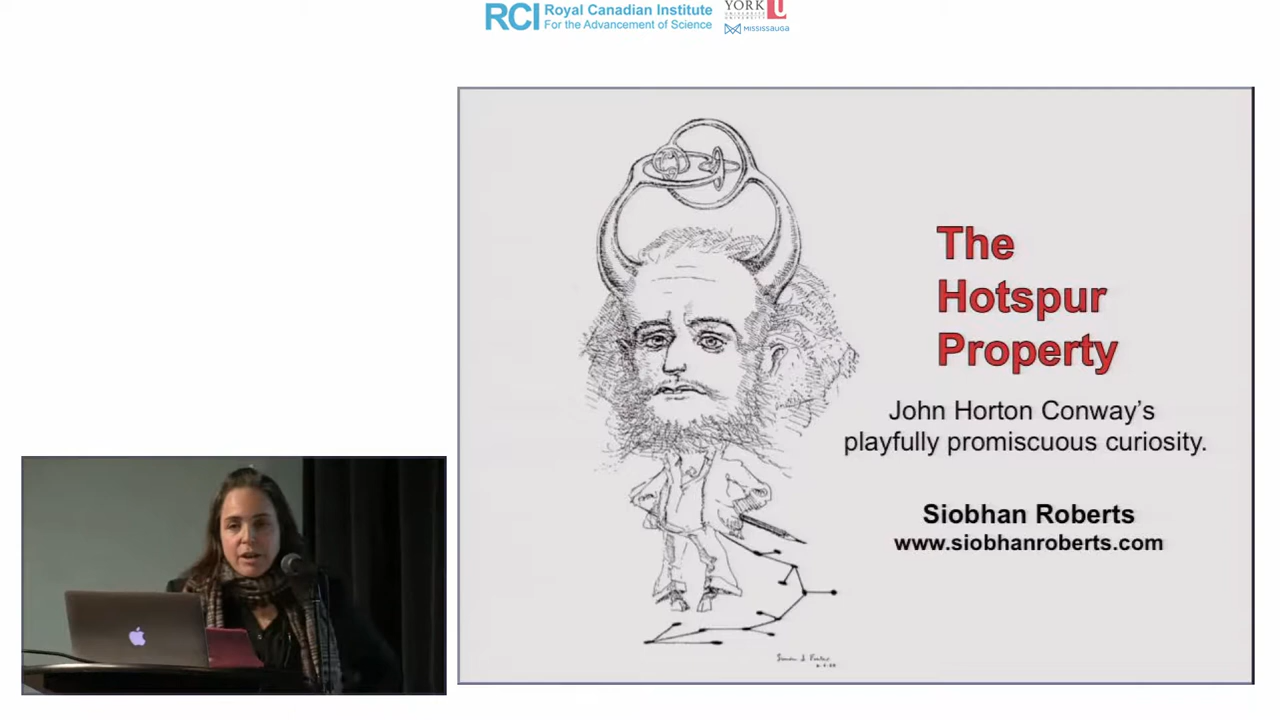 RCI Royal Canadian Institute
For the Advancement of Science
YORK U
UNIVERSITY
MISSISSAUGA
The
Hotspur
Property
John Horton Conway's
playfully promiscuous curiosity.
Siobhan Roberts
www.siobhanroberts.com